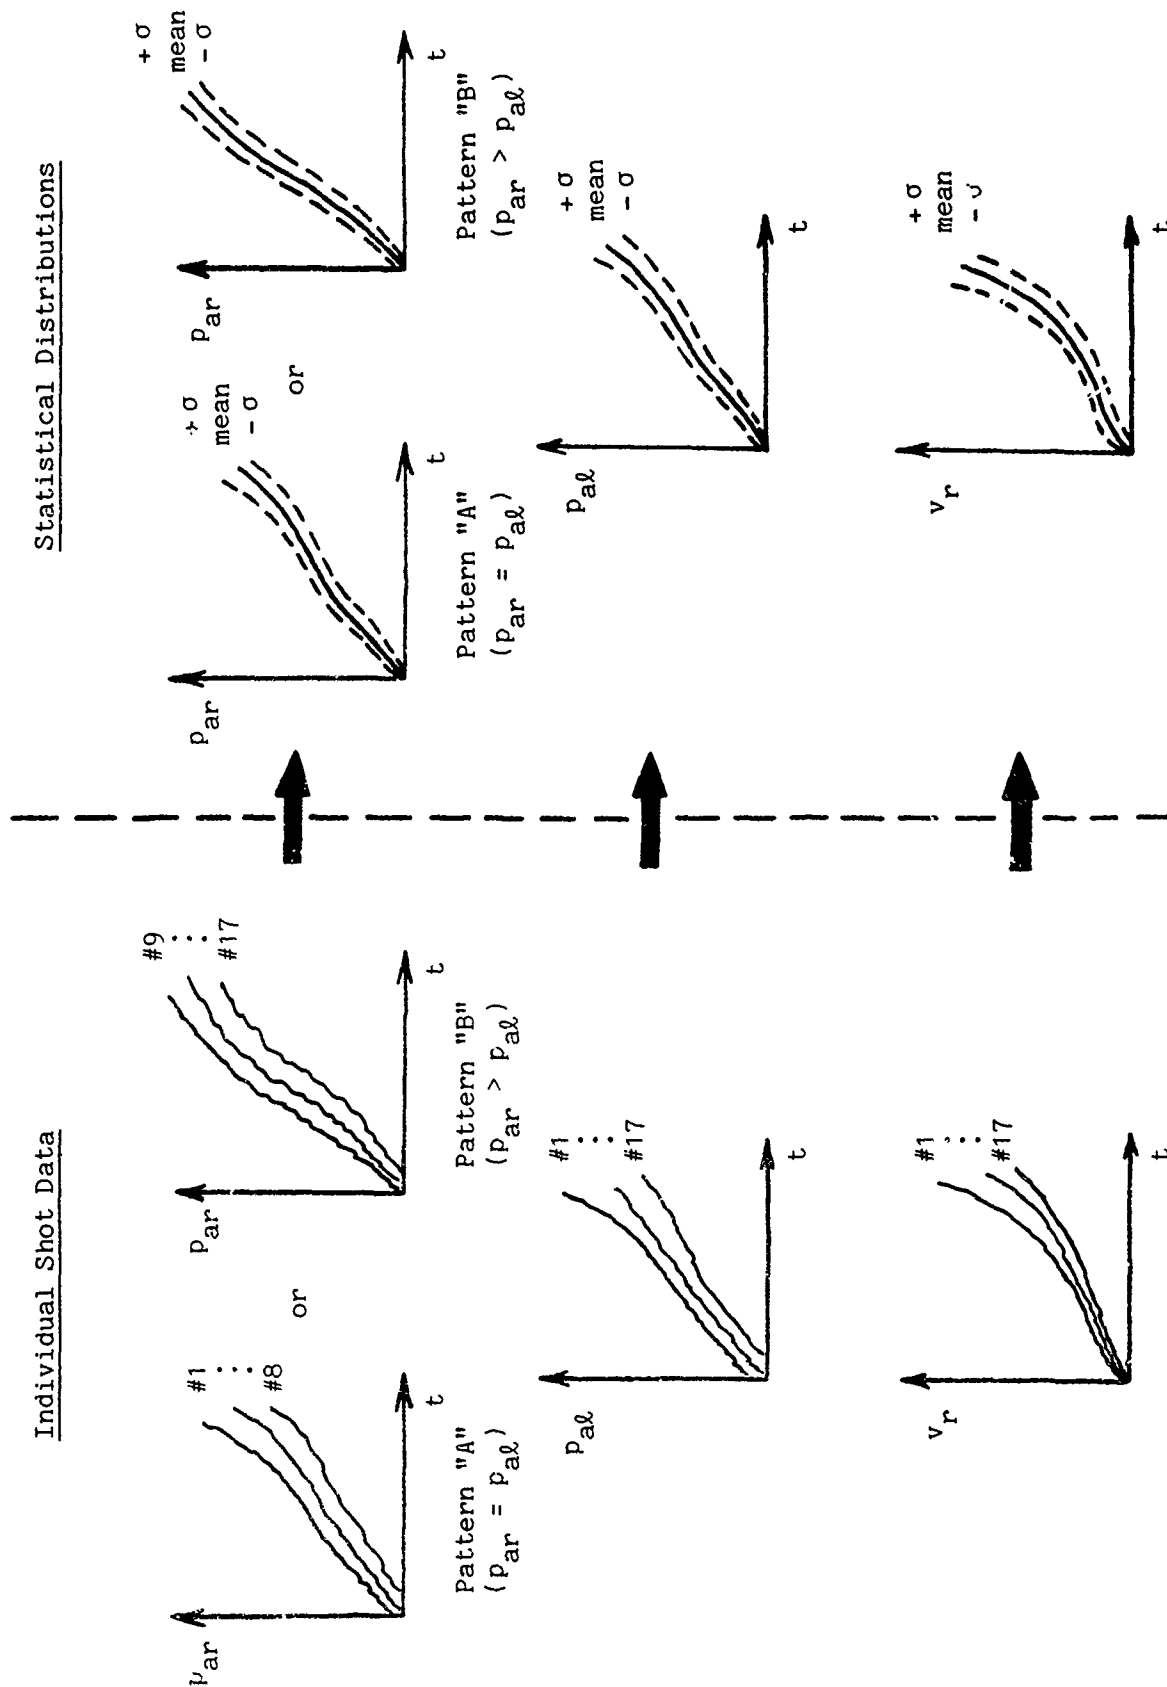 Individual Shot Data
p_ar
#1
#8
t
Pattern "A"
(p_ar = p_aℓ)
or
p_ar
#9
#17
t
Pattern "B"
(p_ar > p_aℓ)
p_aℓ
#1
#17
t
v_r
#1
#17
t
Statistical Distributions
p_ar
+ σ
mean
- σ
t
Pattern "A"
(p_ar = p_aℓ)
or
p_ar
+ σ
mean
- σ
t
Pattern "B"
(p_ar > p_aℓ)
p_aℓ
+ σ
mean
- σ
t
v_r
+ σ
mean
- σ
t